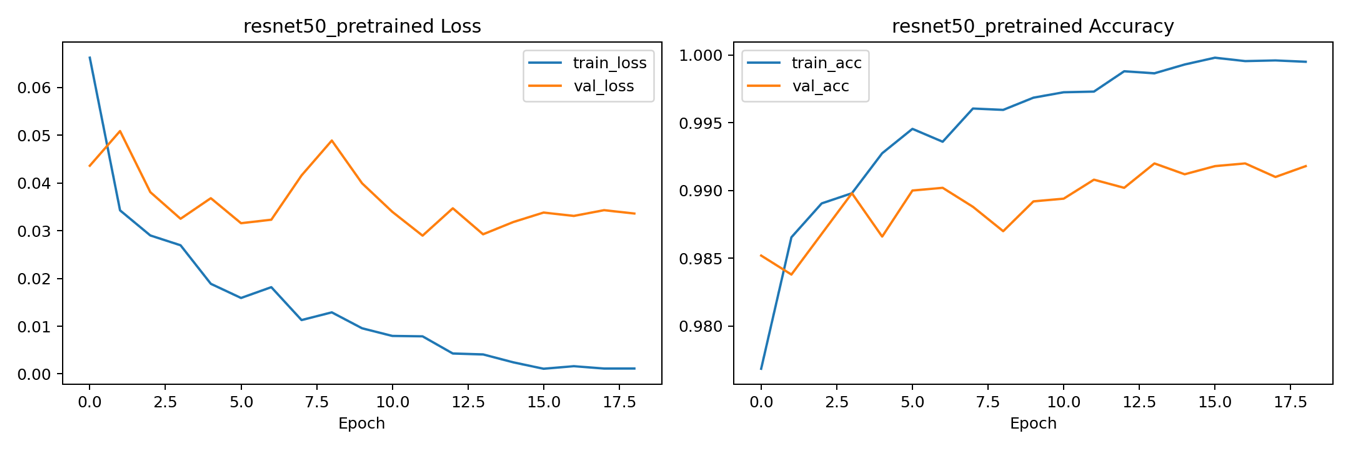 resnet50_pretrained Loss
train_loss
val_loss
0.06
0.05
0.04
0.03
0.02
0.01
0.00
0.0 2.5 5.0 7.5 10.0 12.5 15.0 17.5
Epoch
resnet50_pretrained Accuracy
train_acc
val_acc
1.000
0.995
0.990
0.985
0.980
0.0 2.5 5.0 7.5 10.0 12.5 15.0 17.5
Epoch